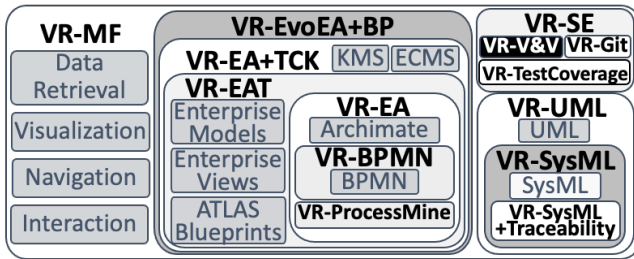 VR-MF
Data
Retrieval
Visualization
Navigation
Interaction
VR-EvoEA+BP
VR-EA+TCK
KMS
ECMS
VR-EAT
Enterprise
Models
Enterprise
Views
ATLAS
Blueprints
VR-EA
Archimate
VR-BPMN
BPMN
VR-ProcessMine
VR-SE
VR-V&V
VR-Git
VR-TestCoverage
VR-UML
UML
VR-SysML
SysML
VR-SysML
+Traceability